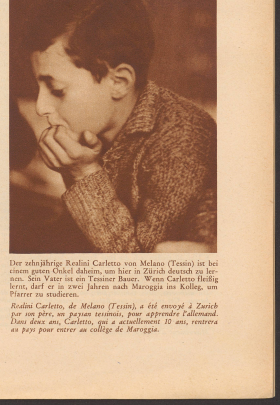 Der zehnjährige Realini Carletto von Melano (Tessin) ist bei
einem guten Onkel daheim, um hier in Zürich deutsch zu ler-
nen. Sein Vater ist ein Tessiner Bauer. Wenn Carletto fleißig
lernt, darf er in zwei Jahren nach Maroggia ins Kolleg, um
Pfarrer zu studieren.
Realini Carletto, de Melano (Tessin), a été envoyé à Zurich
par son père, un paysan tessinois, pour apprendre l'allemand.
Dans deux ans, Carletto, qui a actuellement 10 ans, rentrera
au pays pour entrer au collège de Maroggia.